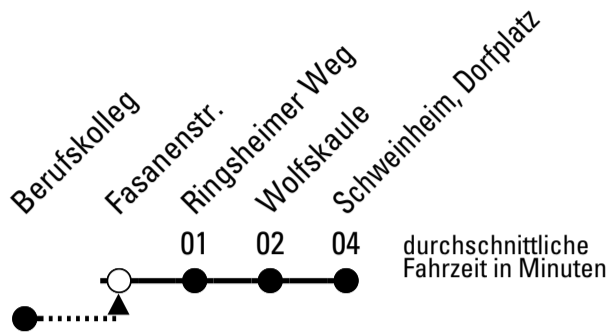 Berufskolleg
Fasanenstr.
Ringsheimer Weg
Wolfskaule
Schweinheim, Dorfplatz
01 02 04
durchschnittliche
Fahrzeit in Minuten